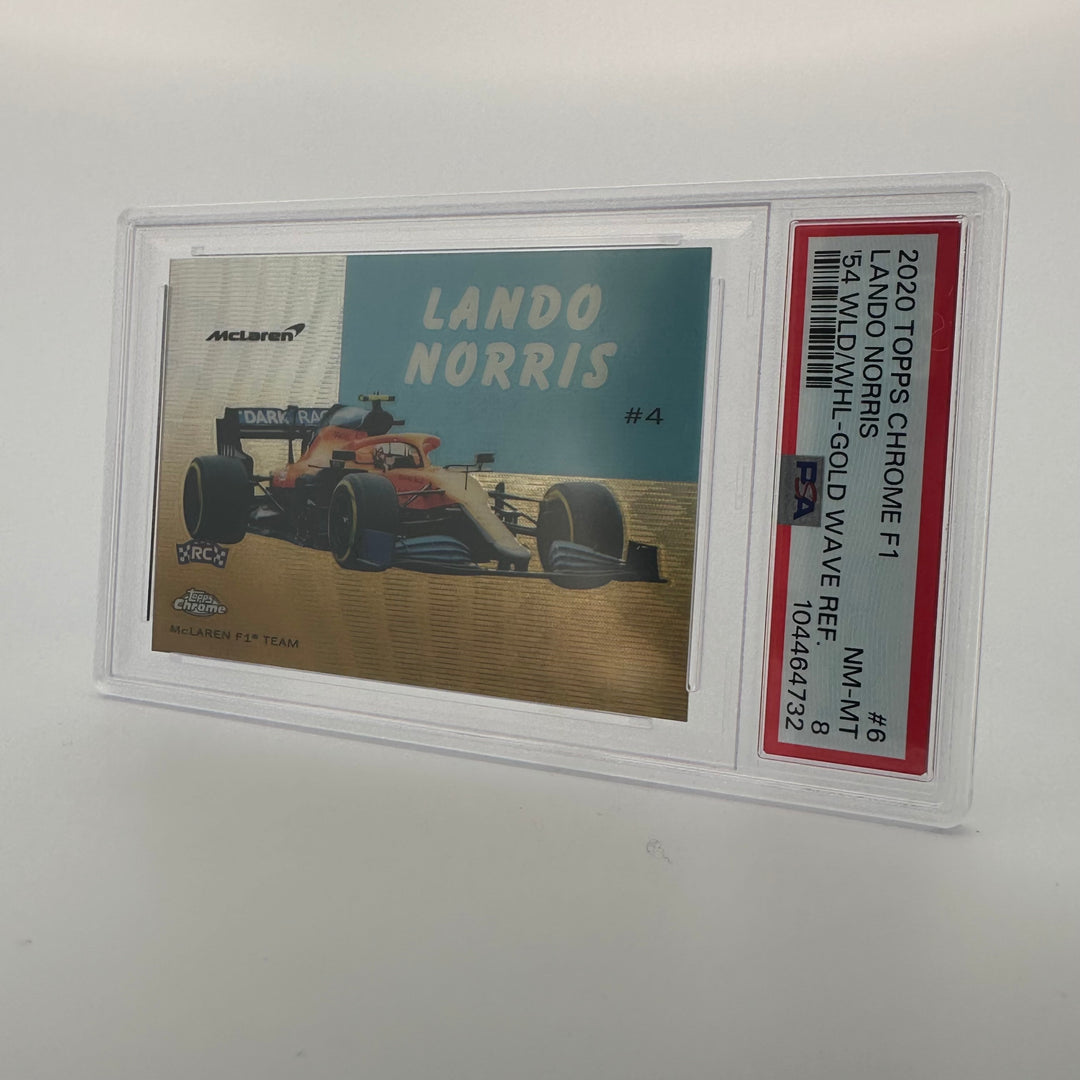 McLaren
LANDO
NORRIS
#4
DARK RAC
RC
Topps
Chrome
McLAREN F1® TEAM
2020 TOPPS CHROME F1 #6
LANDO NORRIS NM-MT
'54 WLD/WHL-GOLD WAVE REF. 8
PSA 104464732